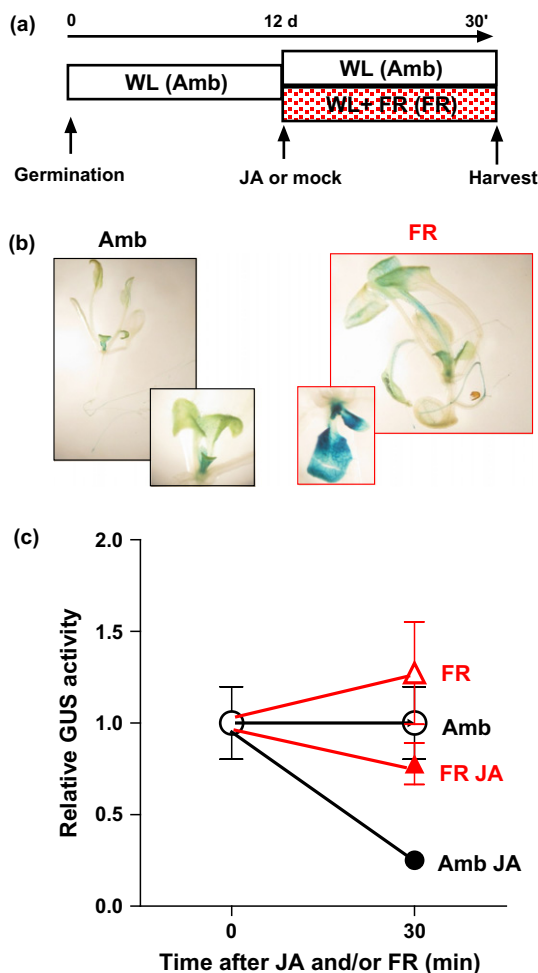 (a)
0 12 d 30'
WL (Amb) WL (Amb)
WL+ FR (FR)
Germination JA or mock Harvest
(b)
Amb FR
(c)
2.0
1.5
1.0
0.5
0.0
Relative GUS activity
FR
Amb
FR JA
Amb JA
0 30
Time after JA and/or FR (min)